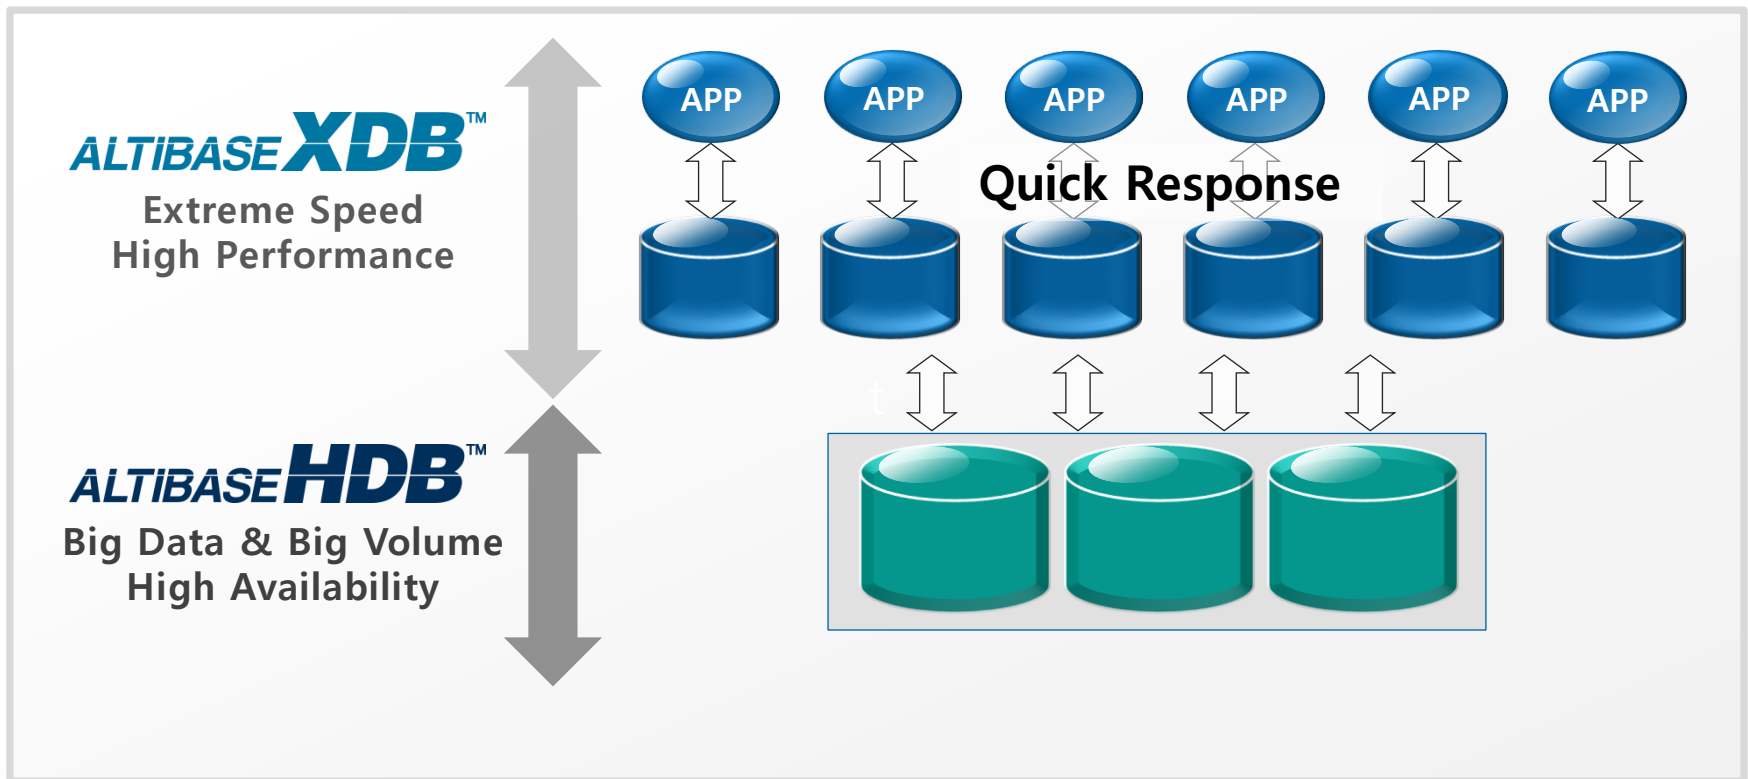 ALTIBASE XDB™
Extreme Speed
High Performance
APP
APP
APP
APP
APP
APP
Quick Response
t
ALTIBASE HDB™
Big Data & Big Volume
High Availability